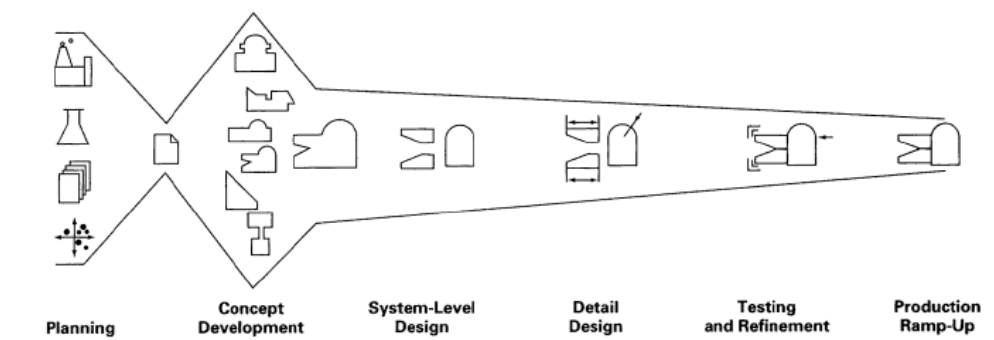 Planning
Concept
Development
System-Level
Design
Detail
Design
Testing
and Refinement
Production
Ramp-Up